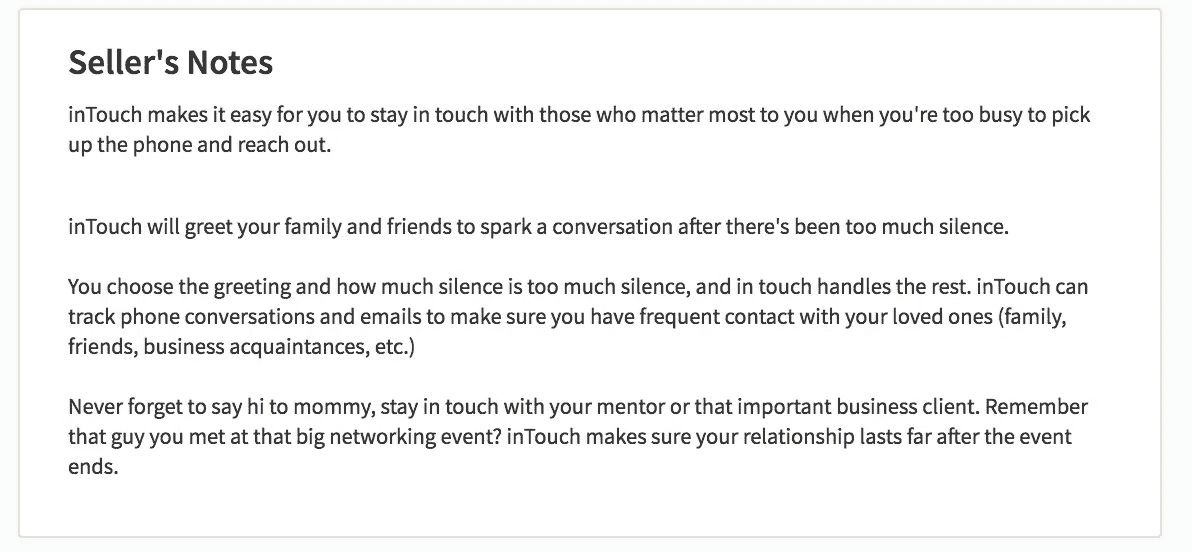 Seller's Notes
inTouch makes it easy for you to stay in touch with those who matter most to you when you're too busy to pick
up the phone and reach out.
inTouch will greet your family and friends to spark a conversation after there's been too much silence.
You choose the greeting and how much silence is too much silence, and in touch handles the rest. inTouch can
track phone conversations and emails to make sure you have frequent contact with your loved ones (family,
friends, business acquaintances, etc.)
Never forget to say hi to mommy, stay in touch with your mentor or that important business client. Remember
that guy you met at that big networking event? inTouch makes sure your relationship lasts far after the event
ends.